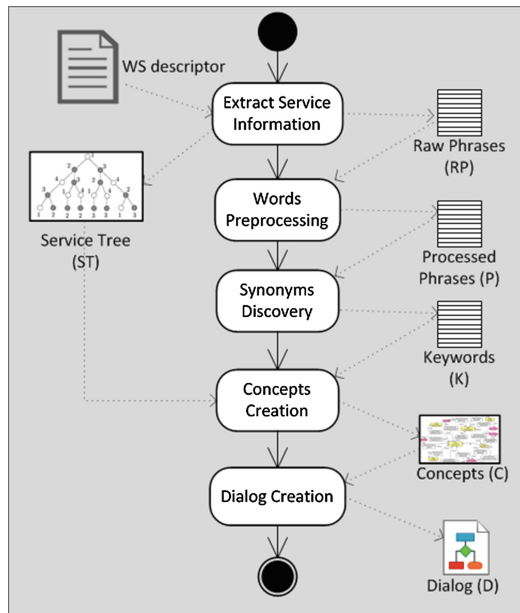 WS descriptor
Extract Service
Information
Raw Phrases
(RP)
Words
Preprocessing
Service Tree
(ST)
Processed
Phrases (P)
Synonyms
Discovery
Keywords
(K)
Concepts
Creation
Concepts (C)
Dialog Creation
Dialog (D)